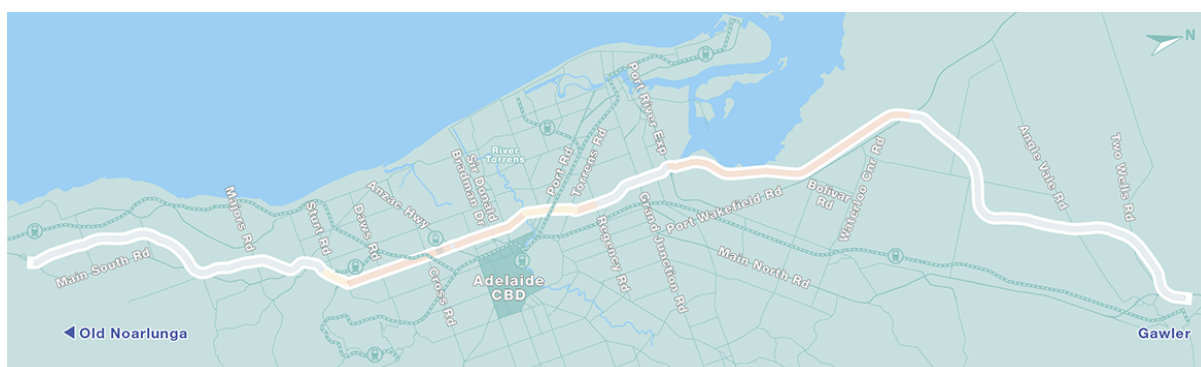 N
Port River Exp
River
Torrens
Port Rd
Torrens Rd
Sir Donald
Bradman Dr
Anzac Hwy
Majors Rd
Sturt Rd
Daws Rd
Main South Rd
Cross Rd
Adelaide
CBD
Regency Rd
Grand Junction Rd
Port Wakefield Rd
Main North Rd
Bolivar
Rd
Waterloo Cnr Rd
Angle Vale Rd
Two Wells Rd
Old Noarlunga
Gawler